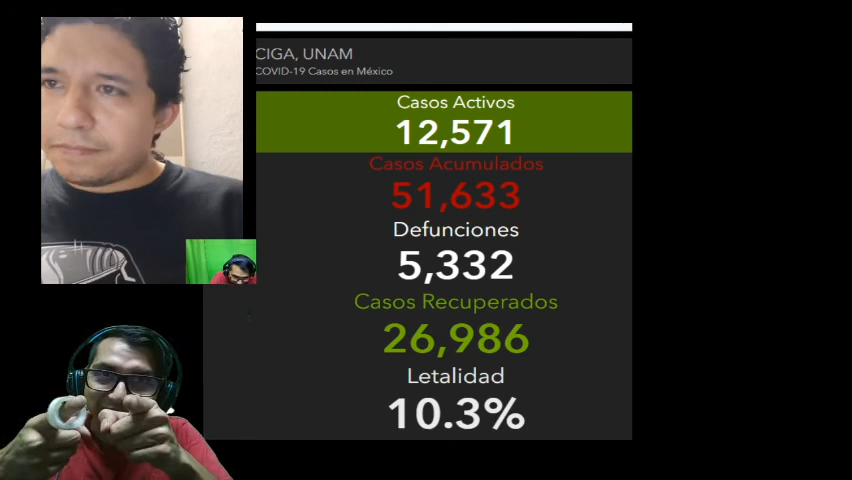 CIGA, UNAM
COVID-19 Casos en México
Casos Activos
12,571
Casos Acumulados
51,633
Defunciones
5,332
Casos Recuperados
26,986
Letalidad
10.3%